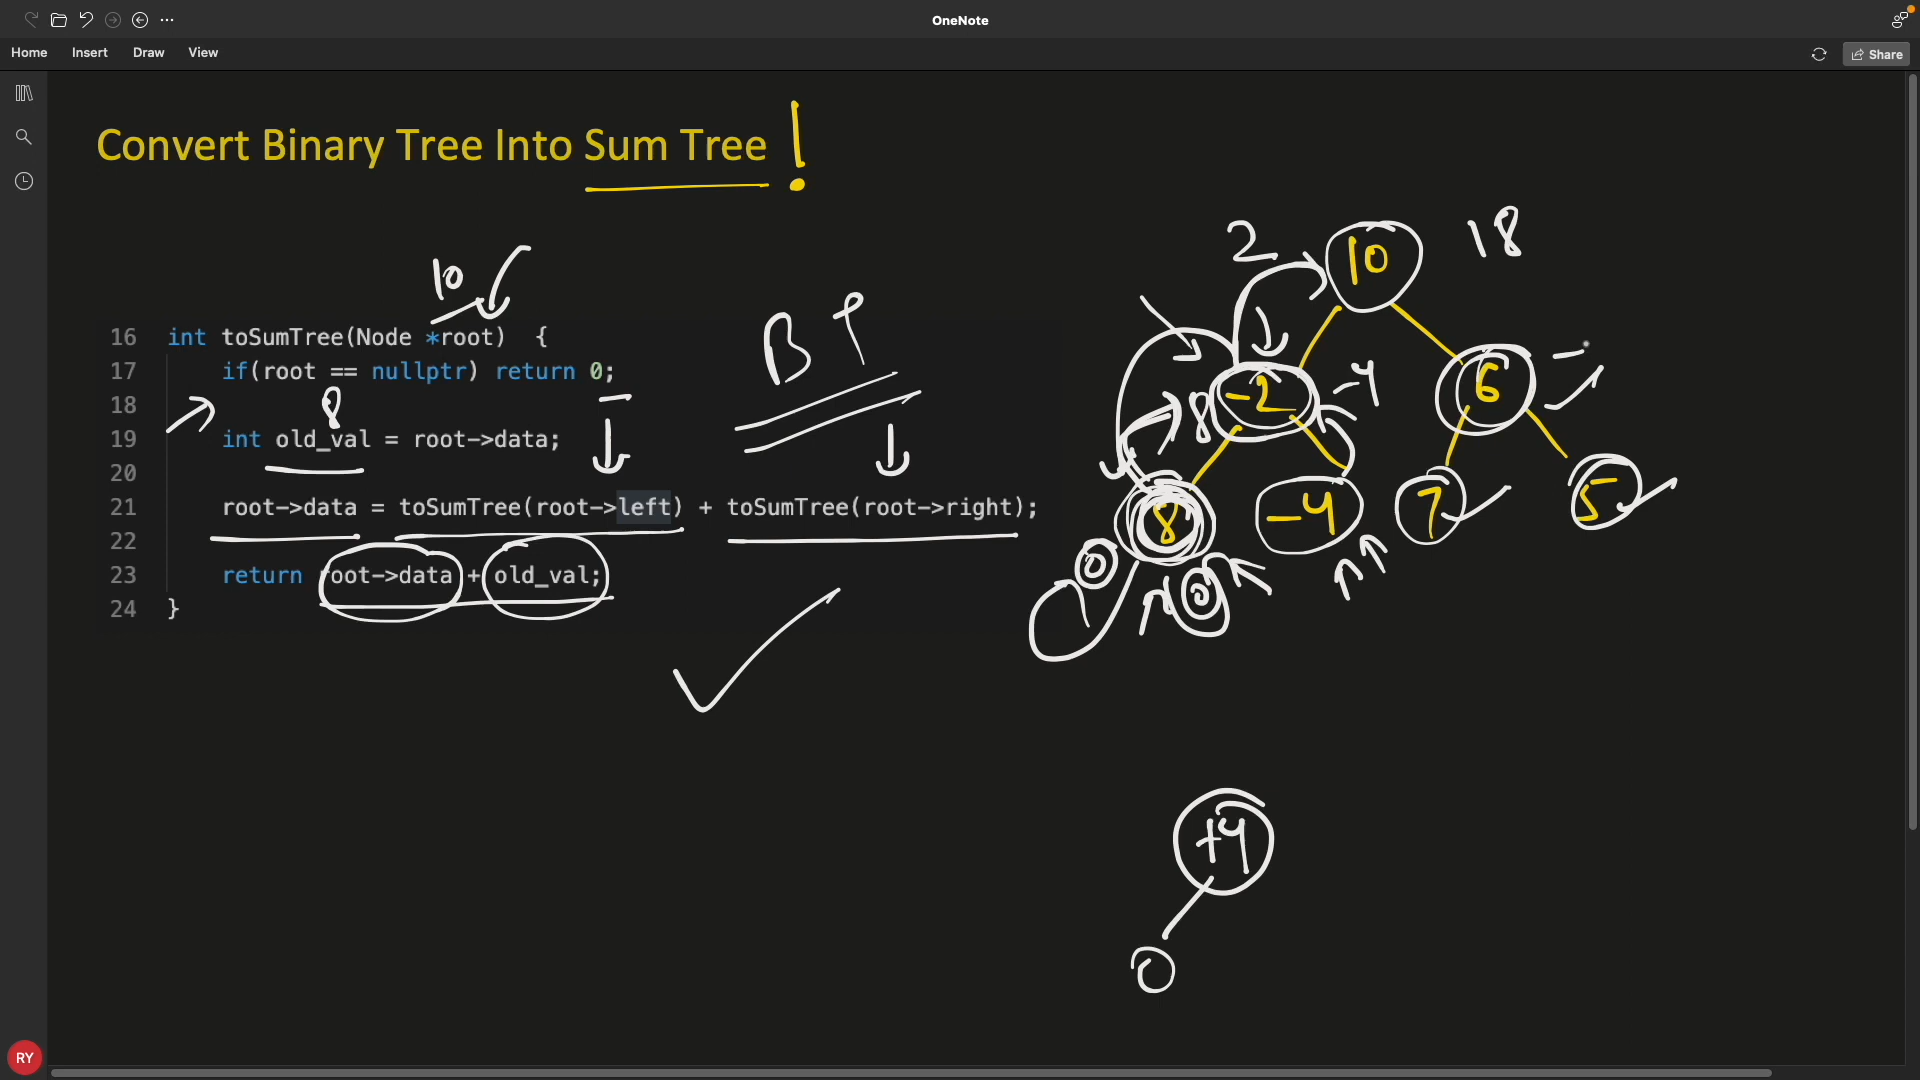 OneNote
Home Insert Draw View
Share
Convert Binary Tree Into Sum Tree !
10
16 int toSumTree(Node *root) {
17 if(root == nullptr) return 0;
18
8
19 int old_val = root->data;
20
21 root->data = toSumTree(root->left) + toSumTree(root->right);
22
23 return root->data + old_val;
24 }
2
10
18
-2
-4
8
6
8
-4
7
5
0
0
+4
0
RY